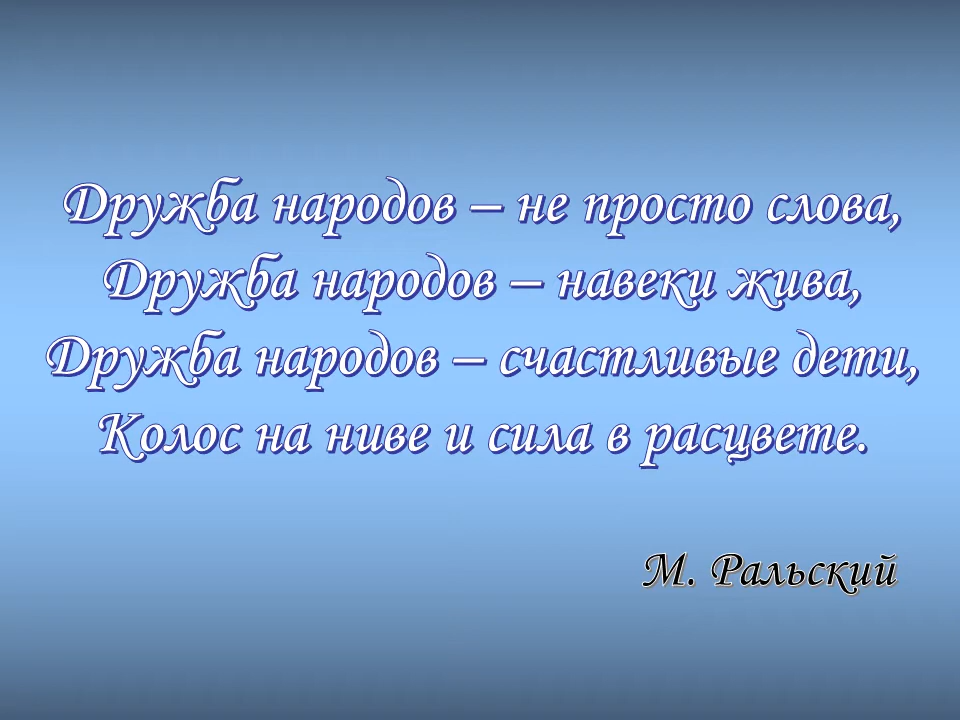 Дружба народов – не просто слова,
Дружба народов – навеки жива,
Дружба народов – счастливые дети,
Колос на ниве и сила в расцвете.
М. Ральский